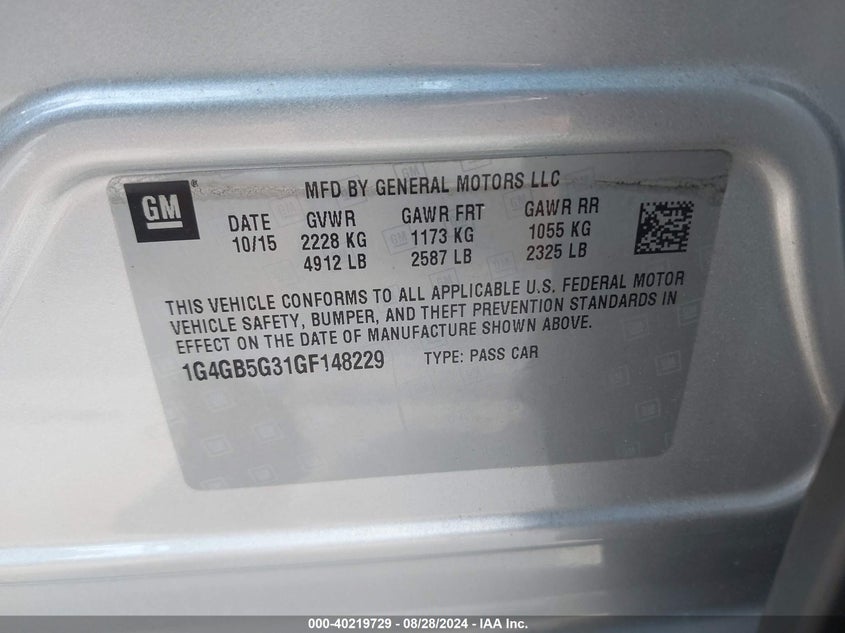 GM
®
MFD BY GENERAL MOTORS LLC
DATE GVWR GAWR FRT GAWR RR
10/15 2228 KG 1173 KG 1055 KG
4912 LB 2587 LB 2325 LB
THIS VEHICLE CONFORMS TO ALL APPLICABLE U.S. FEDERAL MOTOR
VEHICLE SAFETY, BUMPER, AND THEFT PREVENTION STANDARDS IN
EFFECT ON THE DATE OF MANUFACTURE SHOWN ABOVE.
1G4GB5G31GF148229 TYPE: PASS CAR
000-40219729 - 08/28/2024 - IAA Inc.